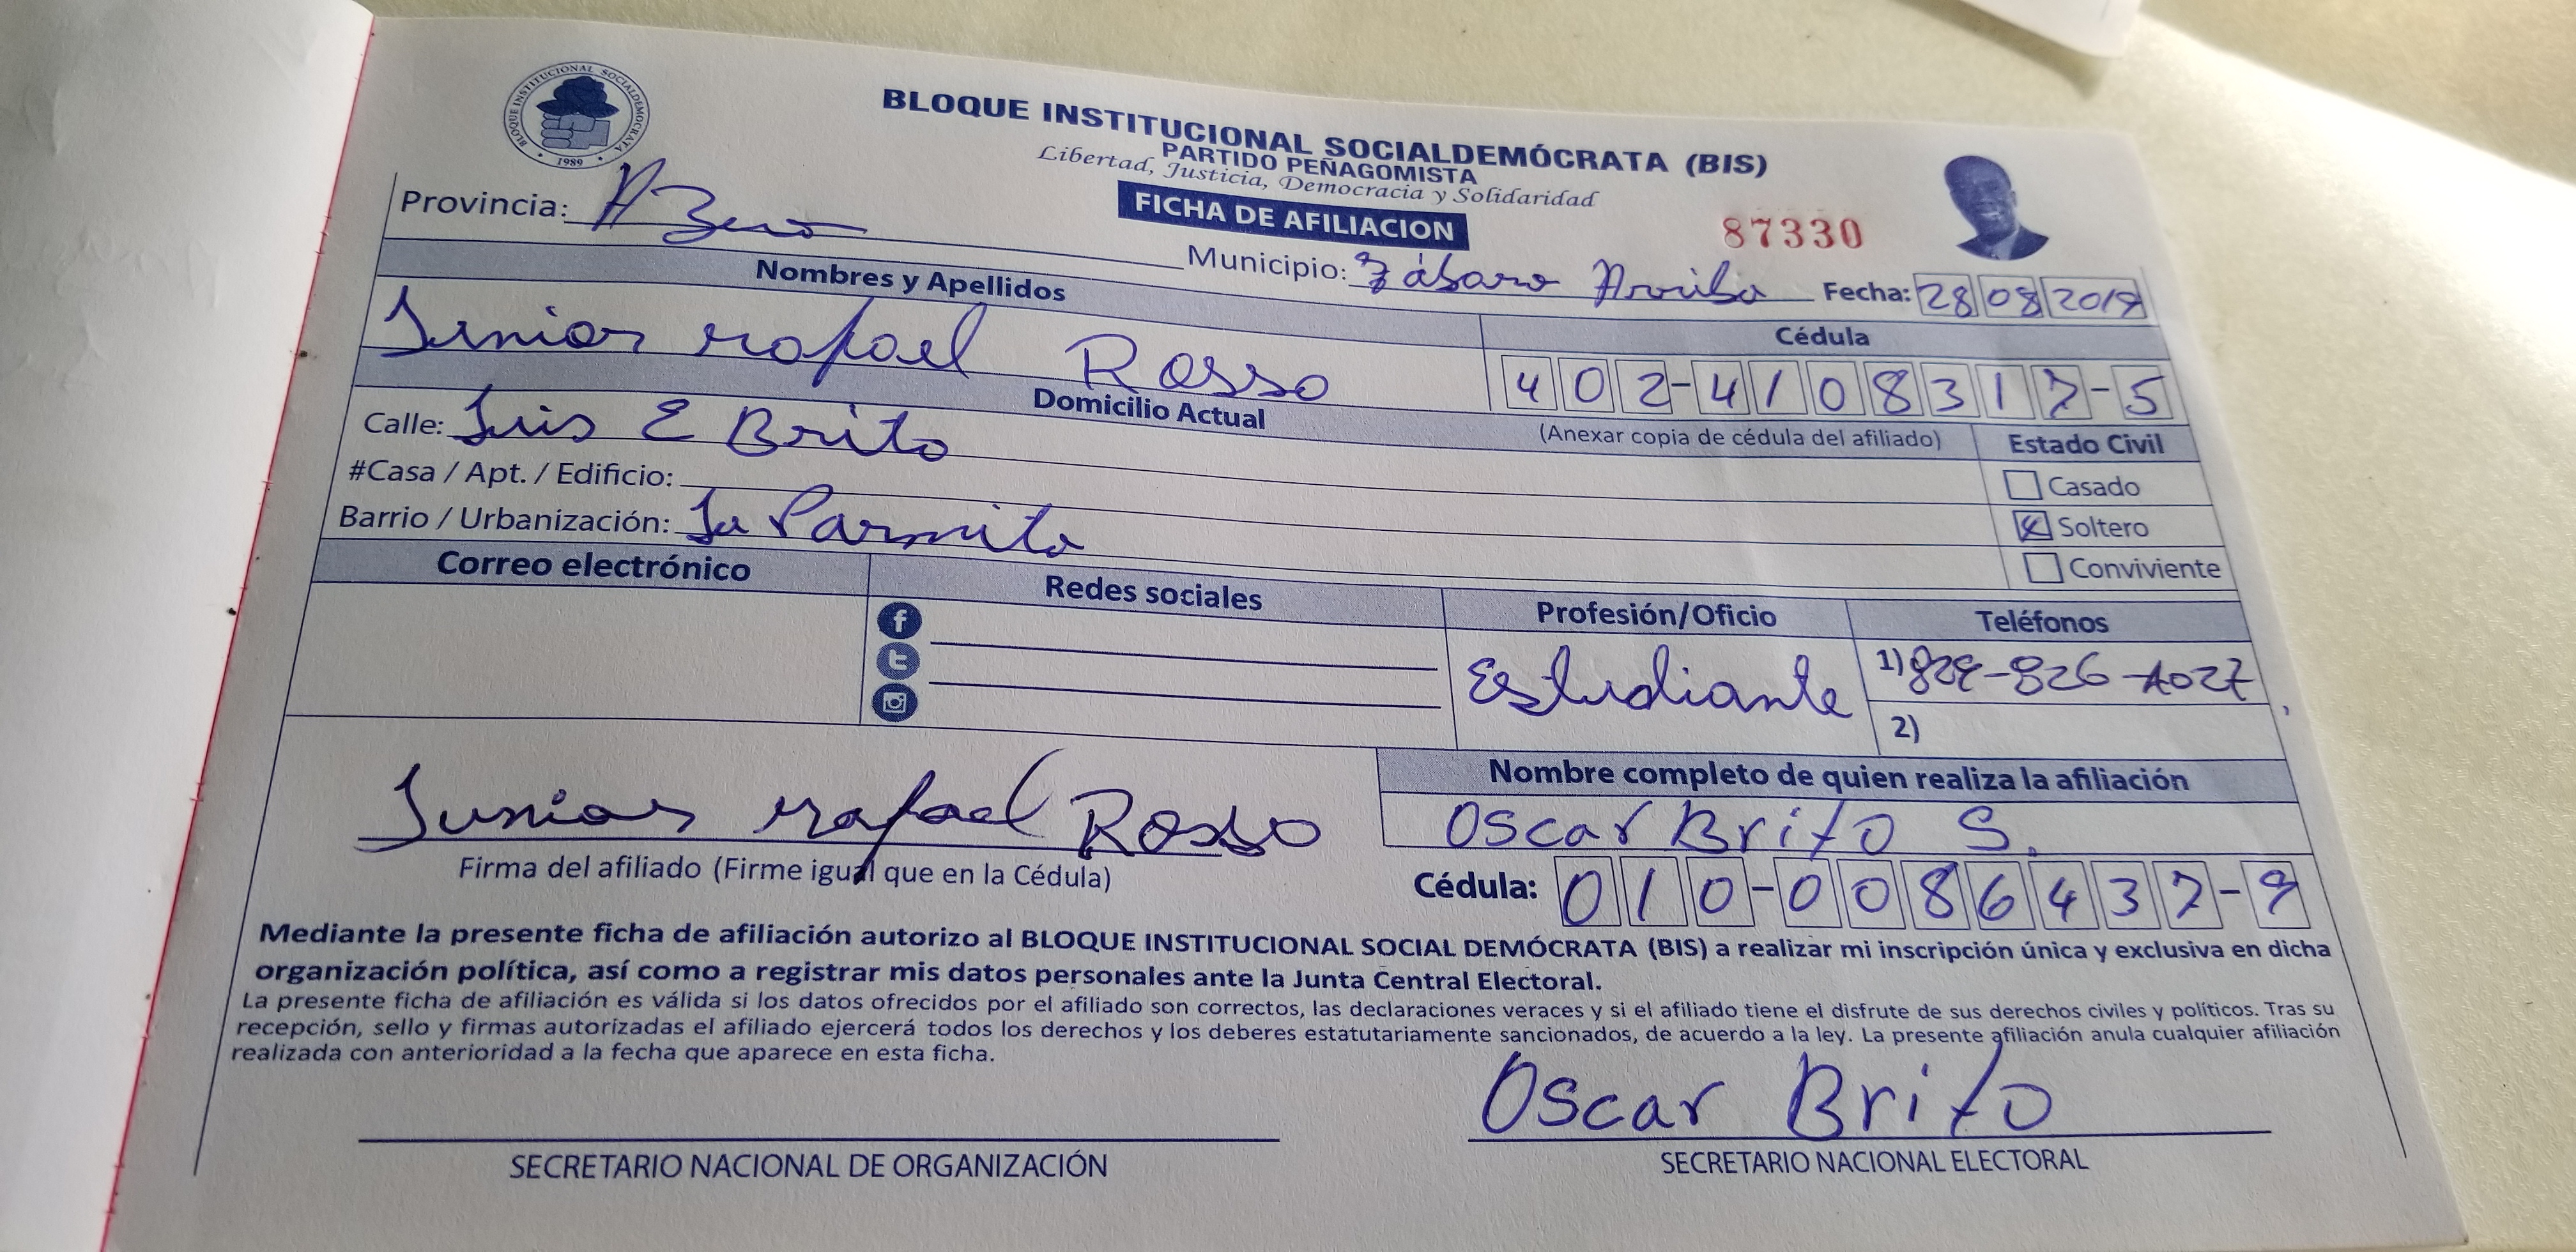 BLOQUE INSTITUCIONAL SOCIALDEMOCRATA
1989
BLOQUE INSTITUCIONAL SOCIALDEMÓCRATA (BIS)
PARTIDO PEÑAGOMISTA
Libertad, Justicia, Democracia y Solidaridad
FICHA DE AFILIACION
87330
Provincia:
Municipio: Arriba Fecha: 28 08 2019
Nombres y Apellidos
Junior rafael Rosso
Cédula
402-4108317-5
(Anexar copia de cédula del afiliado)
Domicilio Actual
Calle: Luis E Brito
#Casa / Apt. / Edificio:
Barrio / Urbanización: La Parmita
Estado Civil
Casado
Soltero
Conviviente
Correo electrónico
Redes sociales
Profesión/Oficio
Estudiante
Teléfonos
1) 829-826-4027
2)
Junior rafael Rosso
Firma del afiliado (Firme igual que en la Cédula)
Nombre completo de quien realiza la afiliación
Oscar Brito S.
Cédula: 010-0086437-9
Mediante la presente ficha de afiliación autorizo al BLOQUE INSTITUCIONAL SOCIAL DEMÓCRATA (BIS) a realizar mi inscripción única y exclusiva en dicha
organización política, así como a registrar mis datos personales ante la Junta Central Electoral.
La presente ficha de afiliación es válida si los datos ofrecidos por el afiliado son correctos, las declaraciones veraces y si el afiliado tiene el disfrute de sus derechos civiles y políticos. Tras su
recepción, sello y firmas autorizadas el afiliado ejercerá todos los derechos y los deberes estatutariamente sancionados, de acuerdo a la ley. La presente afiliación anula cualquier afiliación
realizada con anterioridad a la fecha que aparece en esta ficha.
Oscar Brito
SECRETARIO NACIONAL DE ORGANIZACIÓN
SECRETARIO NACIONAL ELECTORAL